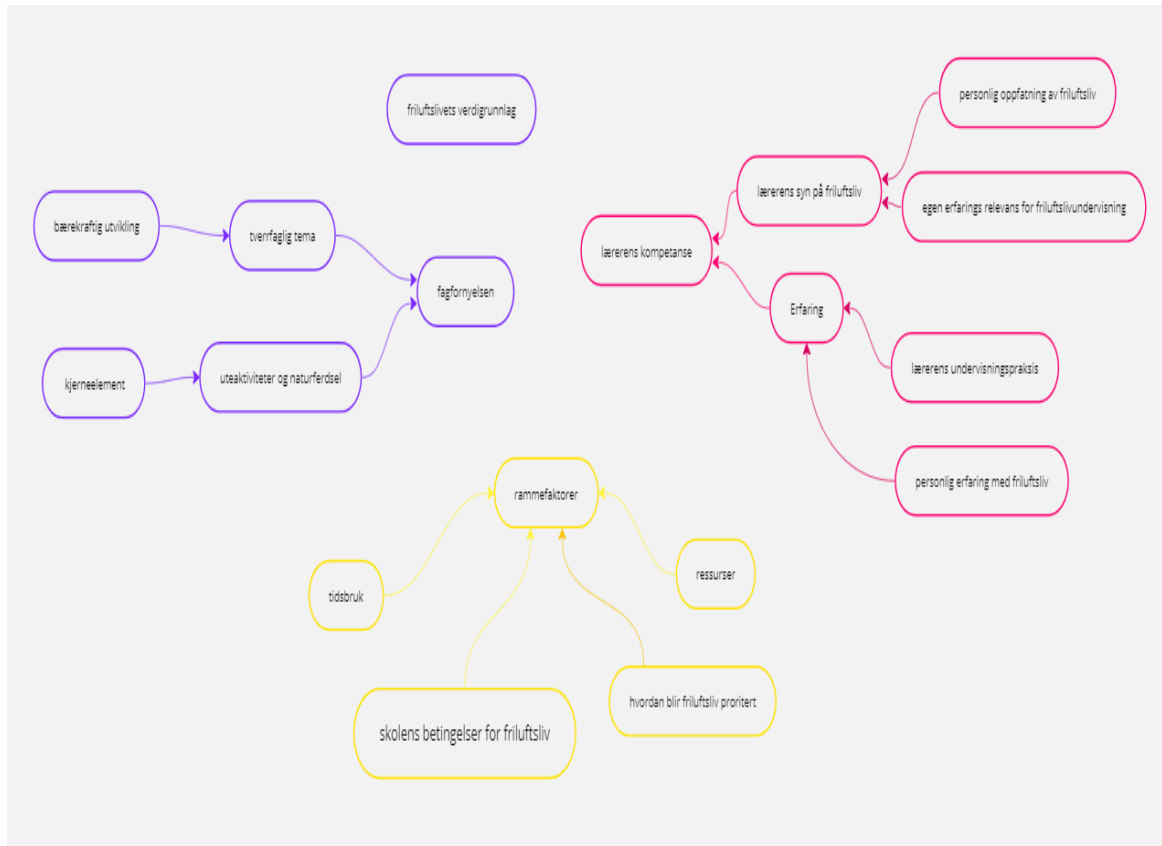 friluftslivets verdigrunnlag
bærekraftig utvikling
tverrfaglig tema
fagfornyelsen
kjerneelement
uteaktiviteter og naturferdsel
personlig oppfatning av friluftsliv
lærerens syn på friluftsliv
egen erfarings relevans for friluftslivundervisning
lærerens kompetanse
Erfaring
lærerens undervisningspraksis
personlig erfaring med friluftsliv
rammefaktorer
tidsbruk
ressurser
skolens betingelser for friluftsliv
hvordan blir friluftsliv proritert